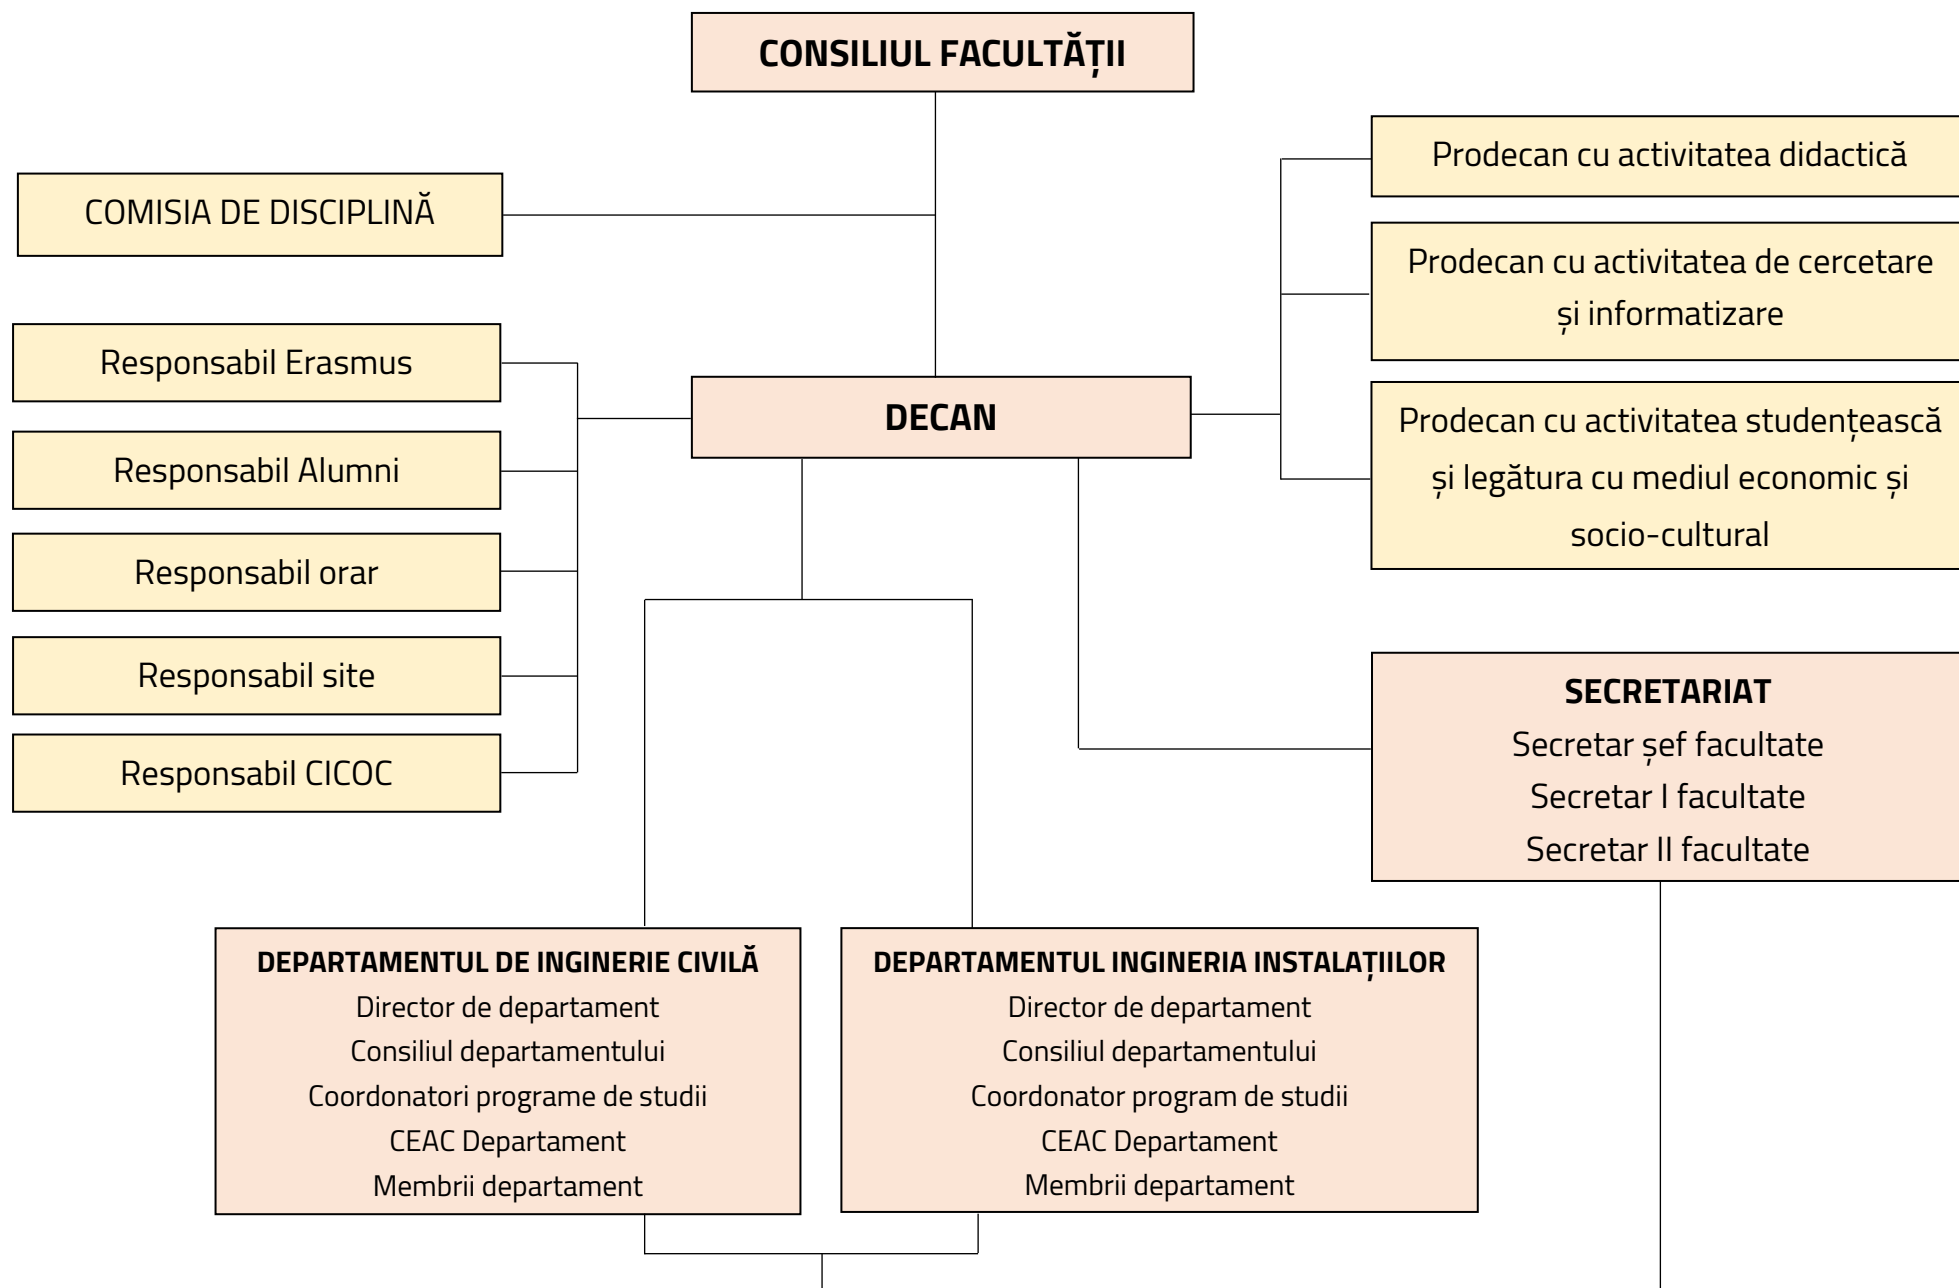 CONSILIUL FACULTĂȚII
Prodecan cu activitatea didactică
COMISIA DE DISCIPLINĂ
Prodecan cu activitatea de cercetare
și informatizare
Responsabil Erasmus
Responsabil Alumni
Responsabil orar
Responsabil site
Responsabil CICOC
DECAN
Prodecan cu activitatea studențească
și legătura cu mediul economic și
socio-cultural
SECRETARIAT
Secretar șef facultate
Secretar I facultate
Secretar II facultate
DEPARTAMENTUL DE INGINERIE CIVILĂ
Director de departament
Consiliul departamentului
Coordonatori programe de studii
CEAC Departament
Membrii departament
DEPARTAMENTUL INGINERIA INSTALAȚIILOR
Director de departament
Consiliul departamentului
Coordonator program de studii
CEAC Departament
Membrii departament